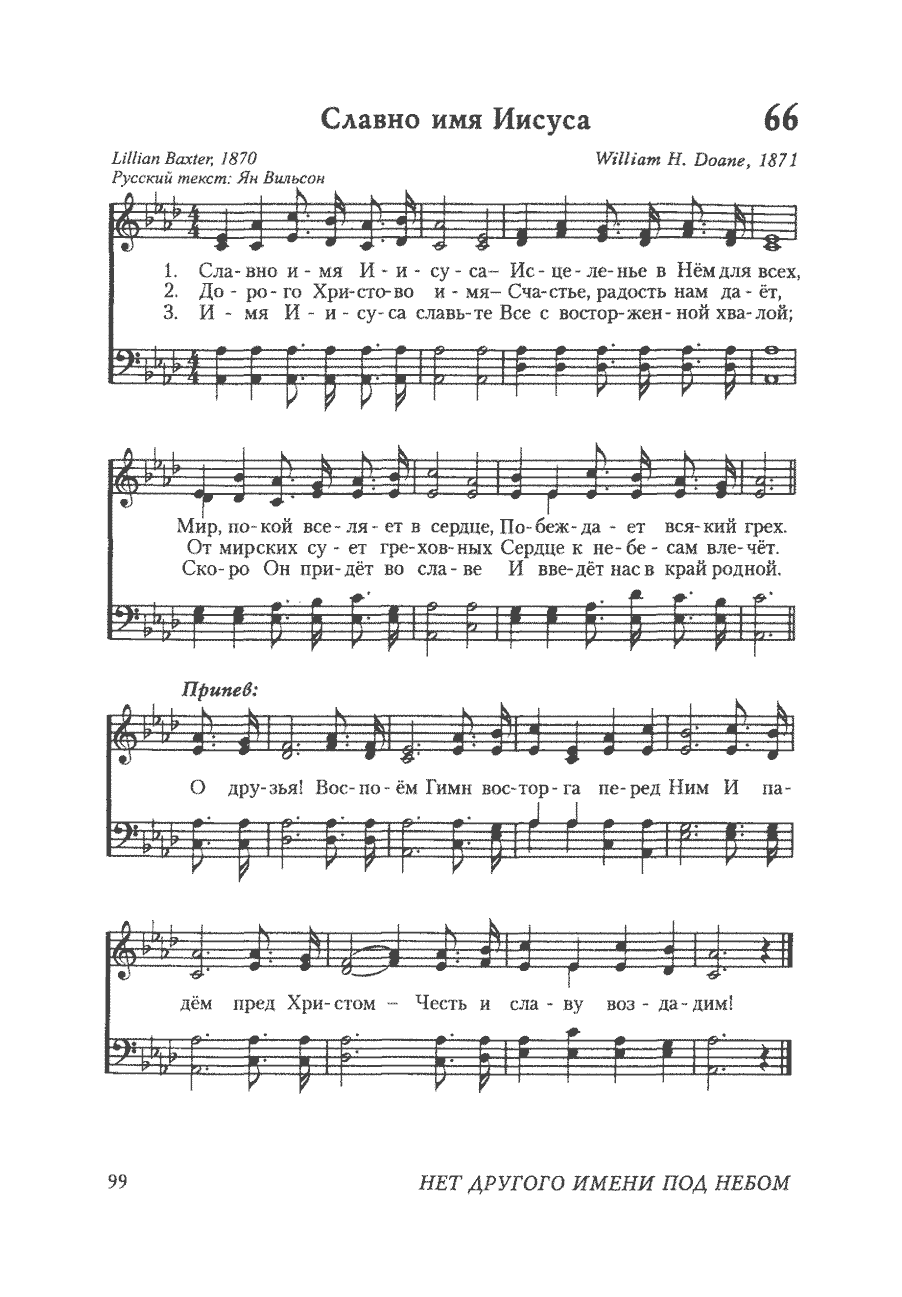 Славно имя Иисуса 66
Lillian Baxter, 1870 William H. Doane, 1871
Русский текст: Ян Вильсон
1. Сла- вно и - мя И - и - су - са– Ис - це - ле-нье в Нём для всех,
2. До - ро - го Хри-сто-во и - мя– Сча-стье, радость нам да - ёт,
3. И - мя И - и - су- са славь-те Все с востор-жен- ной хва-лой;
Мир, по-кой все - ля - ет в сердце, По-беж-да - ет вся-кий грех.
От мирских су - ет гре-хов-ных Сердце к не- бе - сам вле-чёт.
Ско-ро Он при-дёт во сла - ве И вве-дёт нас в край родной.
Припев:
О дру-зья! Вос-по - ём Гимн вос-тор-га пе-ред Ним И па-
дём пред Хри-стом – Честь и сла - ву воз - да-дим!
99 НЕТ ДРУГОГО ИМЕНИ ПОД НЕБОМ